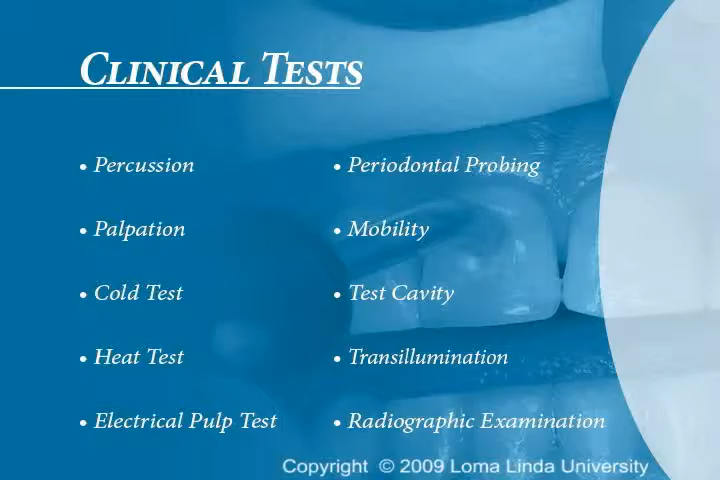 CLINICAL TESTS
• Percussion
• Palpation
• Cold Test
• Heat Test
• Electrical Pulp Test
• Periodontal Probing
• Mobility
• Test Cavity
• Transillumination
• Radiographic Examination
Copyright © 2009 Loma Linda University